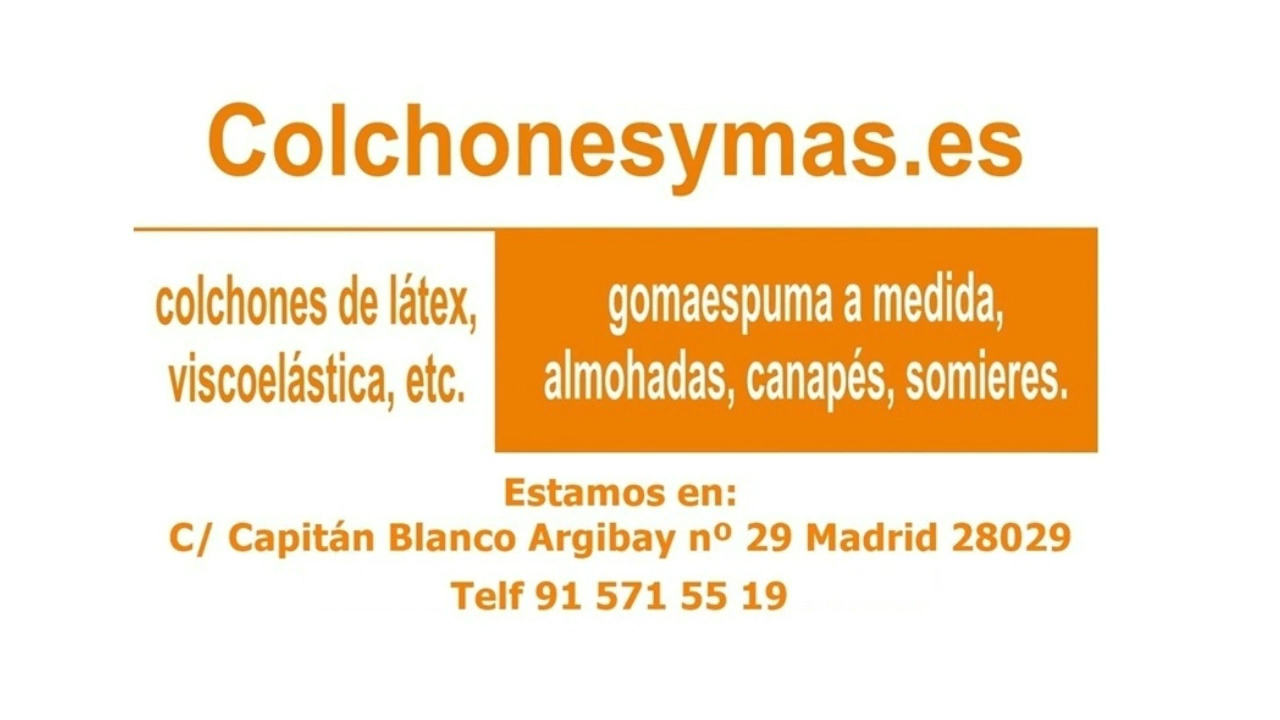 Colchonesymas.es
colchones de látex,
viscoelástica, etc.
gomaespuma a medida,
almohadas, canapés, somieres.
Estamos en:
C/ Capitán Blanco Argibay nº 29 Madrid 28029
Telf 91 571 55 19